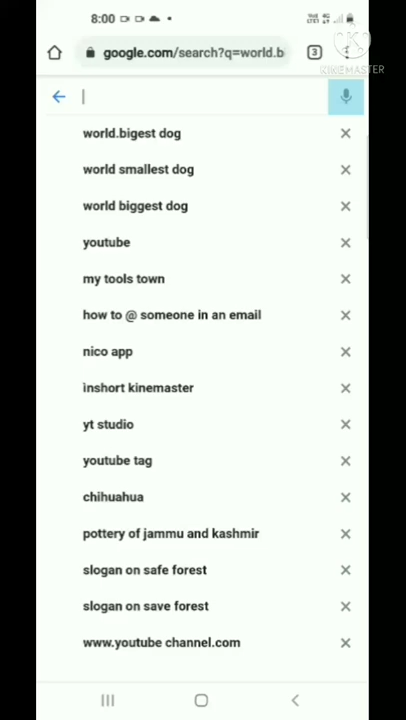 8:00
google.com/search?q=world.b
3
KINEMASTER
world.bigest dog
world smallest dog
world biggest dog
youtube
my tools town
how to @ someone in an email
nico app
inshort kinemaster
yt studio
youtube tag
chihuahua
pottery of jammu and kashmir
slogan on safe forest
slogan on save forest
www.youtube channel.com